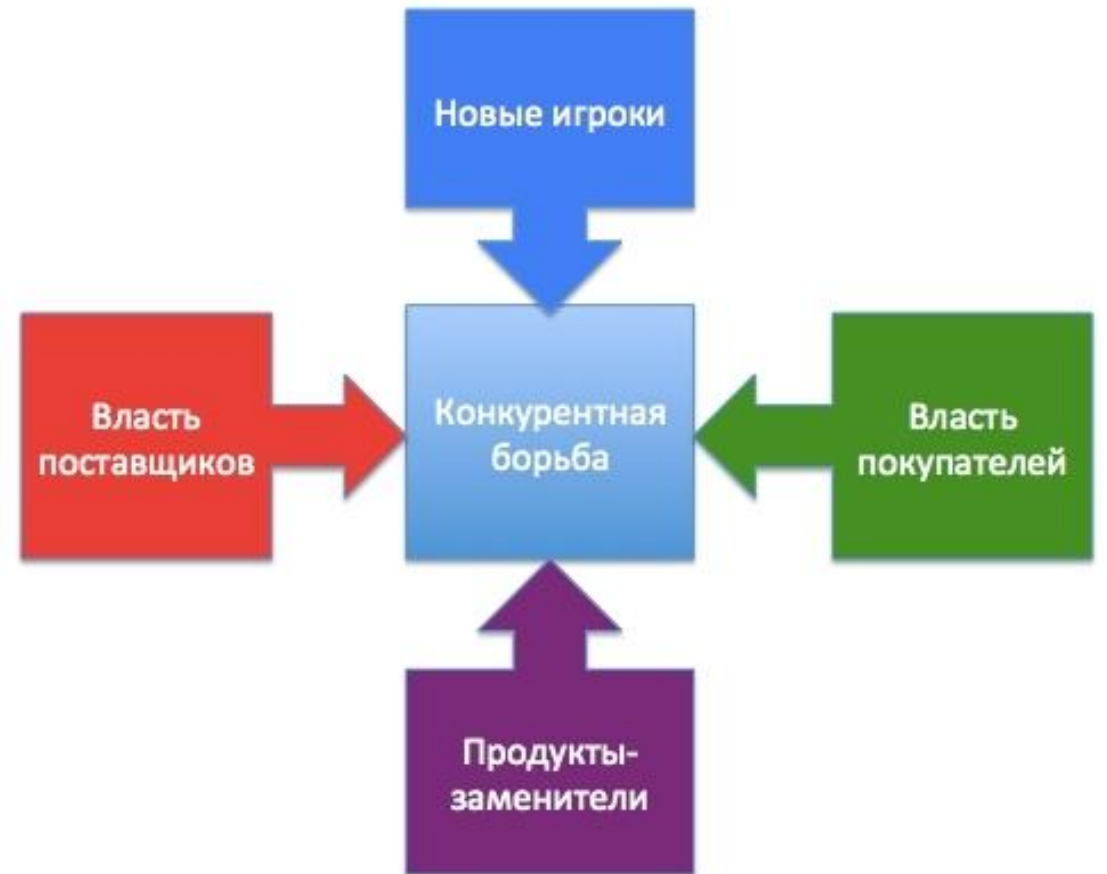 Новые игроки
Власть
поставщиков
Конкурентная
борьба
Власть
покупателей
Продукты-
заменители